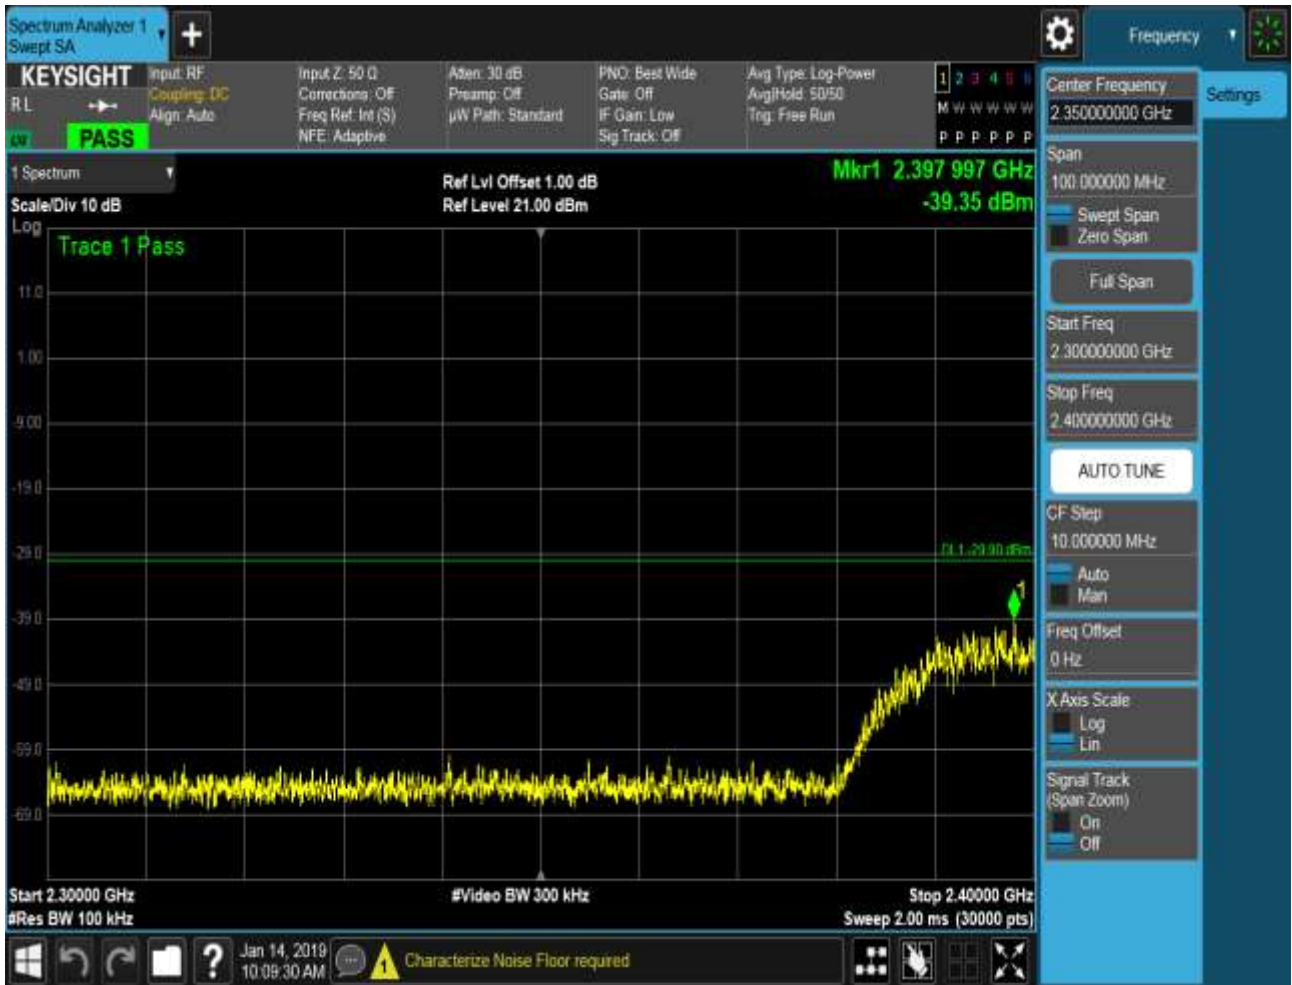 Spectrum Analyzer 1
Swept SA
Frequency
KEYSIGHT
RL
PASS
Input: RF
Coupling: DC
Align: Auto
Input Z: 50 Ω
Corrections: Off
Freq Ref: Int (S)
NFE: Adaptive
Atten: 30 dB
Preamp: Off
µW Path: Standard
PNO: Best Wide
Gate: Off
IF Gain: Low
Sig Track: Off
Avg Type: Log-Power
Avg|Hold: 50/50
Trig: Free Run
1 2 3 4 5 6
M W W W W W
P P P P P P
1 Spectrum
Scale/Div 10 dB
Log
Ref Lvl Offset 1.00 dB
Ref Level 21.00 dBm
Mkr1 2.397 997 GHz
-39.35 dBm
Trace 1 Pass
11.0
1.00
-9.00
-19.0
-29.0
-39.0
-49.0
-59.0
-69.0
DL1 -29.90 dBm
1
Start 2.30000 GHz
#Res BW 100 kHz
#Video BW 300 kHz
Stop 2.40000 GHz
Sweep 2.00 ms (30000 pts)
Center Frequency
2.350000000 GHz
Settings
Span
100.000000 MHz
Swept Span
Zero Span
Full Span
Start Freq
2.300000000 GHz
Stop Freq
2.400000000 GHz
AUTO TUNE
CF Step
10.000000 MHz
Auto
Man
Freq Offset
0 Hz
X Axis Scale
Log
Lin
Signal Track
(Span Zoom)
On
Off
?
Jan 14, 2019
10:09:30 AM
1
Characterize Noise Floor required